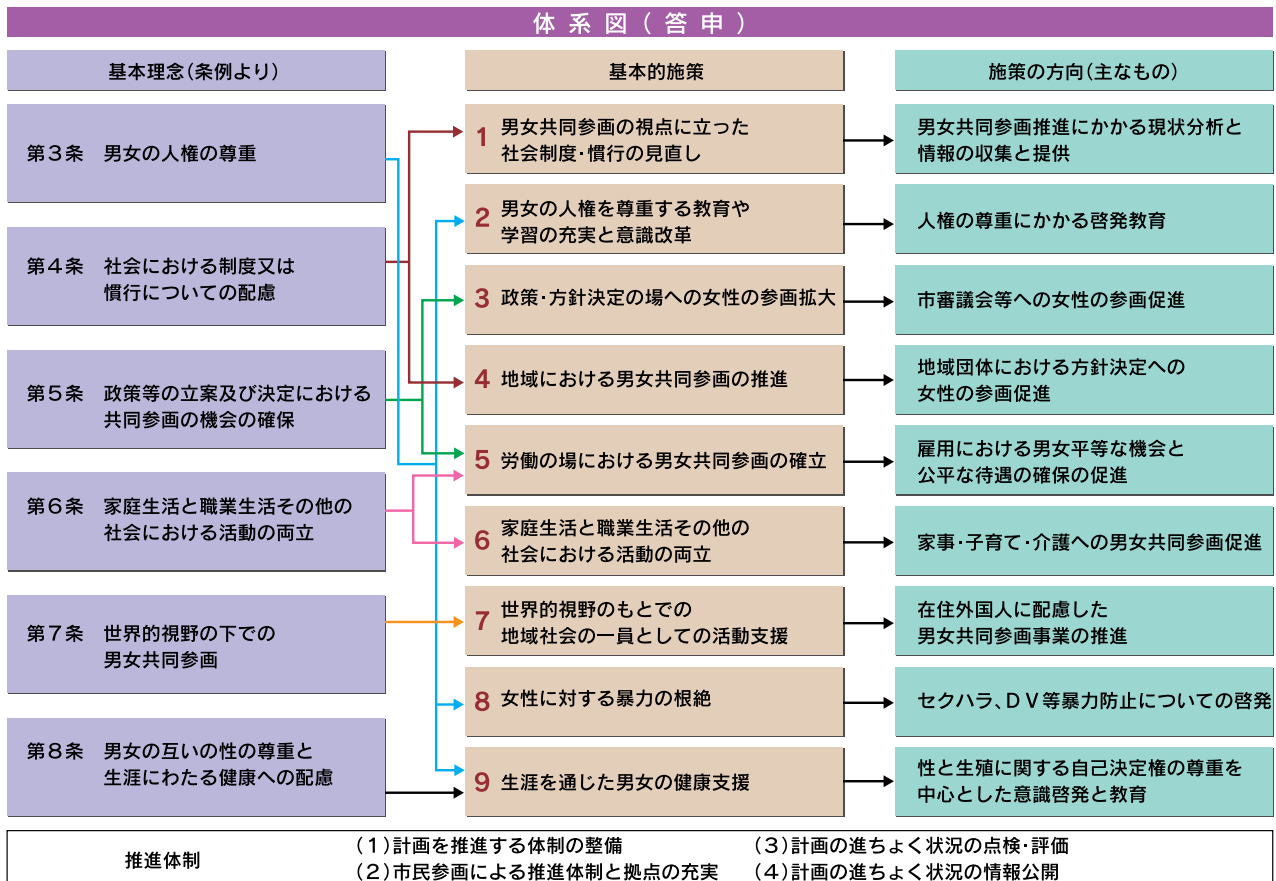 体系図(答申)
基本理念(条例より)
第3条 男女の人権の尊重
第4条 社会における制度又は
慣行についての配慮
第5条 政策等の立案及び決定における
共同参画の機会の確保
第6条 家庭生活と職業生活その他の
社会における活動の両立
第7条 世界的視野の下での
男女共同参画
第8条 男女の互いの性の尊重と
生涯にわたる健康への配慮
基本的施策
1 男女共同参画の視点に立った
社会制度・慣行の見直し
2 男女の人権を尊重する教育や
学習の充実と意識改革
3 政策・方針決定の場への女性の参画拡大
4 地域における男女共同参画の推進
5 労働の場における男女共同参画の確立
6 家庭生活と職業生活その他の
社会における活動の両立
7 世界的視野のもとでの
地域社会の一員としての活動支援
8 女性に対する暴力の根絶
9 生涯を通じた男女の健康支援
施策の方向(主なもの)
男女共同参画推進にかかる現状分析と
情報の収集と提供
人権の尊重にかかる啓発教育
市審議会等への女性の参画促進
地域団体における方針決定への
女性の参画促進
雇用における男女平等な機会と
公平な待遇の確保の促進
家事・子育て・介護への男女共同参画促進
在住外国人に配慮した
男女共同参画事業の推進
セクハラ、DV等暴力防止についての啓発
性と生殖に関する自己決定権の尊重を
中心とした意識啓発と教育
推進体制
(1)計画を推進する体制の整備
(2)市民参画による推進体制と拠点の充実
(3)計画の進ちょく状況の点検・評価
(4)計画の進ちょく状況の情報公開